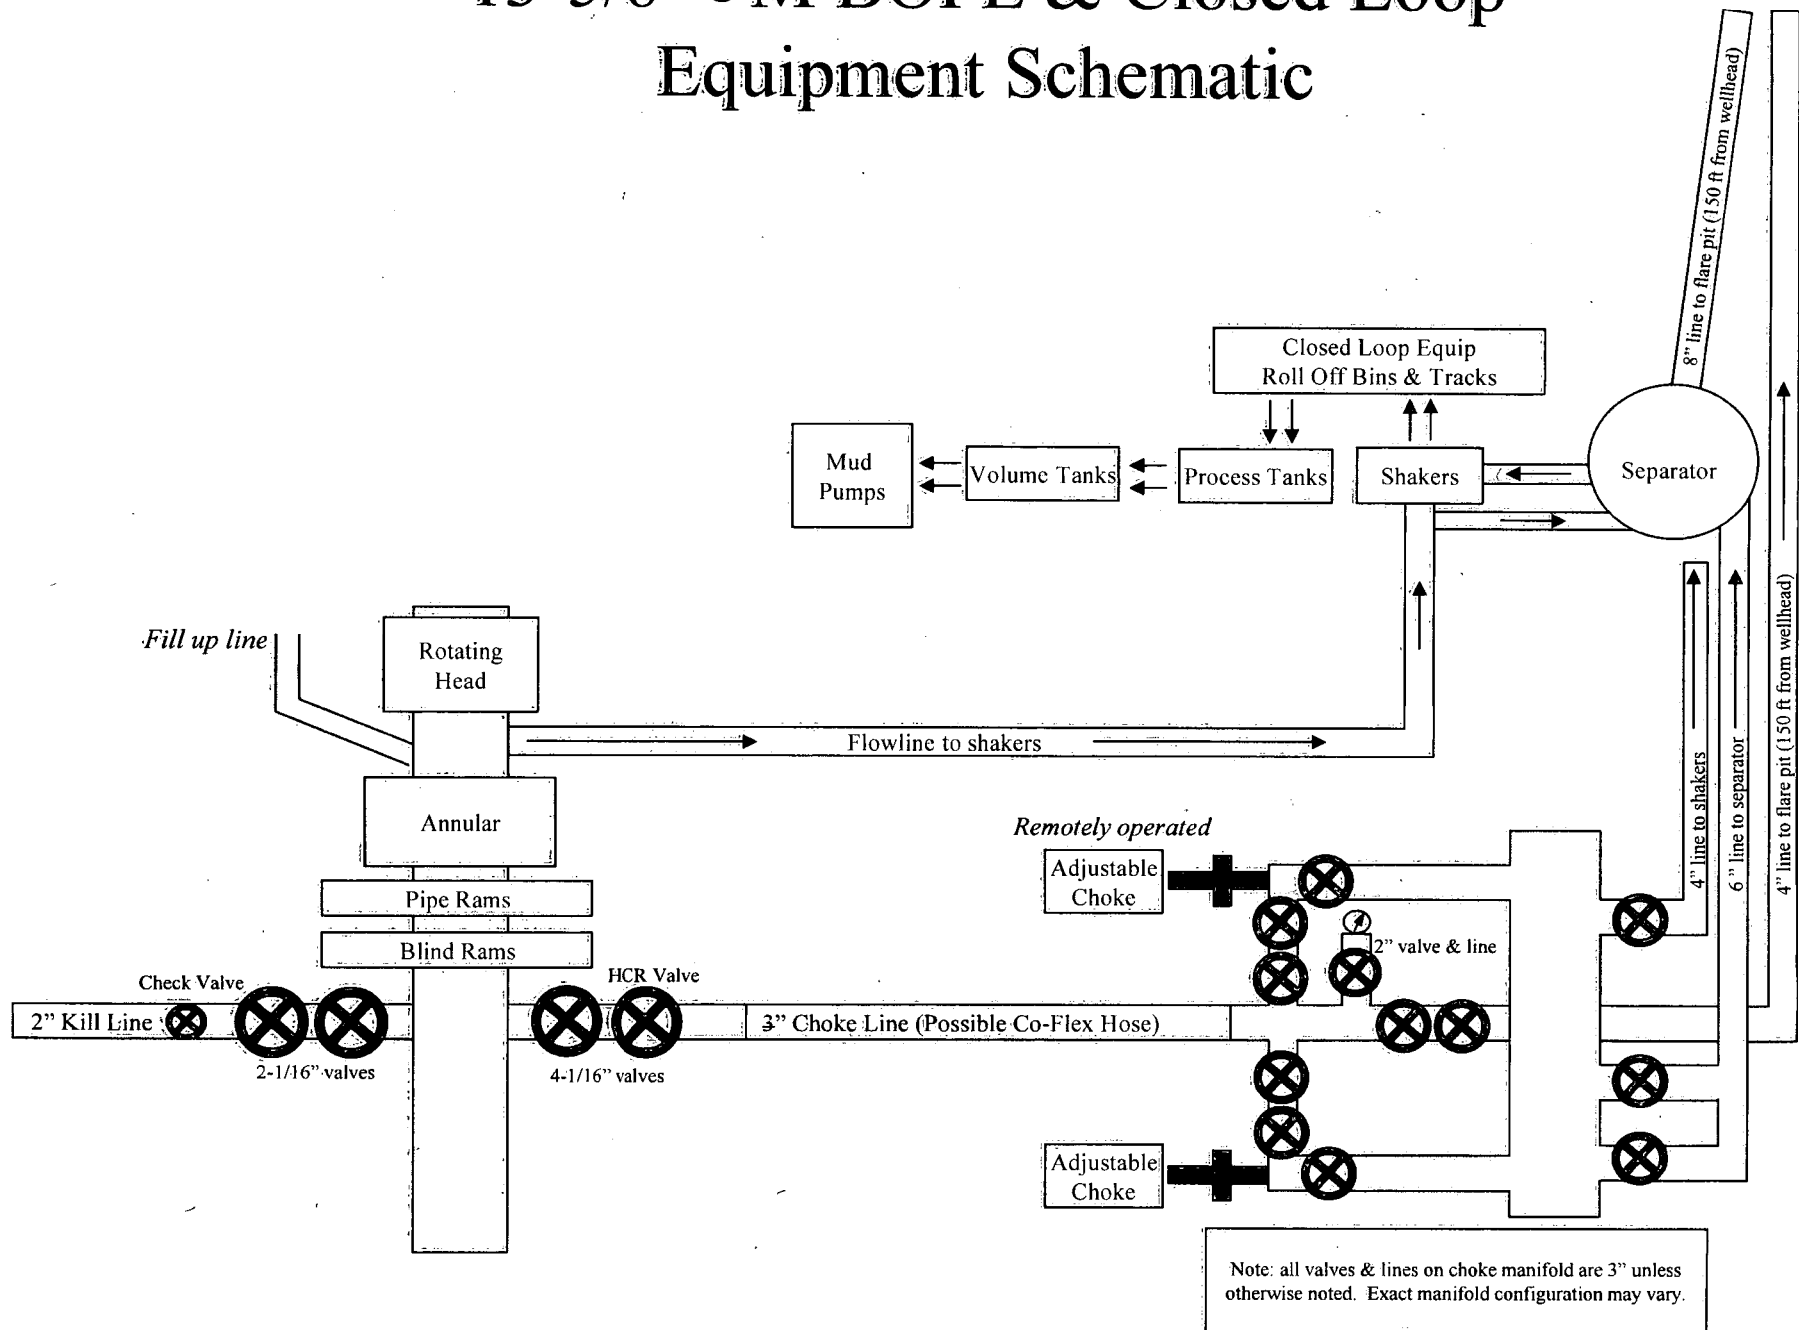 & Closed Loop
Equipment Schematic
8” line to flare pit (150 ft from wellhead)
Closed Loop Equip
Roll Off Bins & Tracks
Mud
Pumps
Volume Tanks
Process Tanks
Shakers
Separator
Fill up line
Rotating
Head
Flowline to shakers
Annular
Pipe Rams
Blind Rams
Check Valve
HCR Valve
2” Kill Line
3” Choke Line (Possible Co-Flex Hose)
2-1/16” valves
4-1/16” valves
Remotely operated
Adjustable
Choke
2” valve & line
Adjustable
Choke
4” line to shakers
6” line to separator
4” line to flare pit (150 ft from wellhead)
Note: all valves & lines on choke manifold are 3” unless
otherwise noted. Exact manifold configuration may vary.